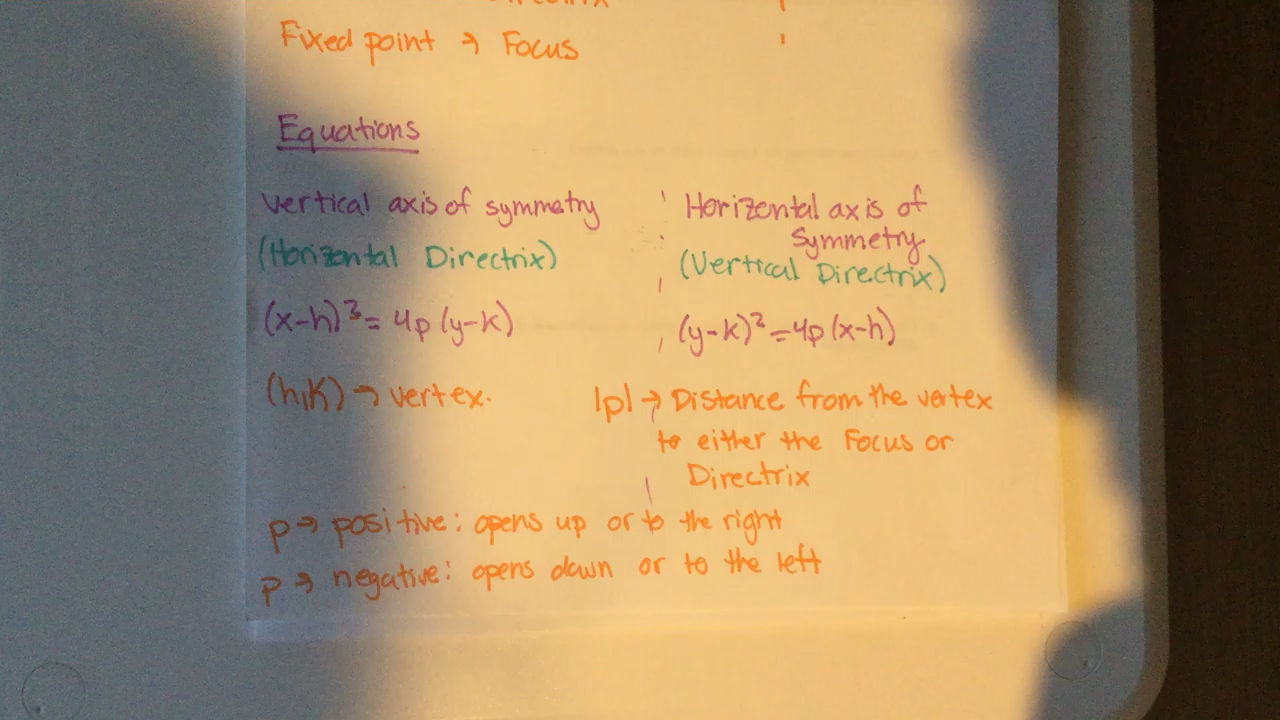 Directrix
Fixed point → Focus
Equations
vertical axis of symmetry
(Horizontal Directrix)
(x-h)² = 4p (y-k)
Horizontal axis of
Symmetry
(Vertical Directrix)
(y-k)² = 4p (x-h)
(h,K) → vertex.
|p| → Distance from the vertex
to either the Focus or
Directrix
p → positive: opens up or to the right
p → negative: opens down or to the left